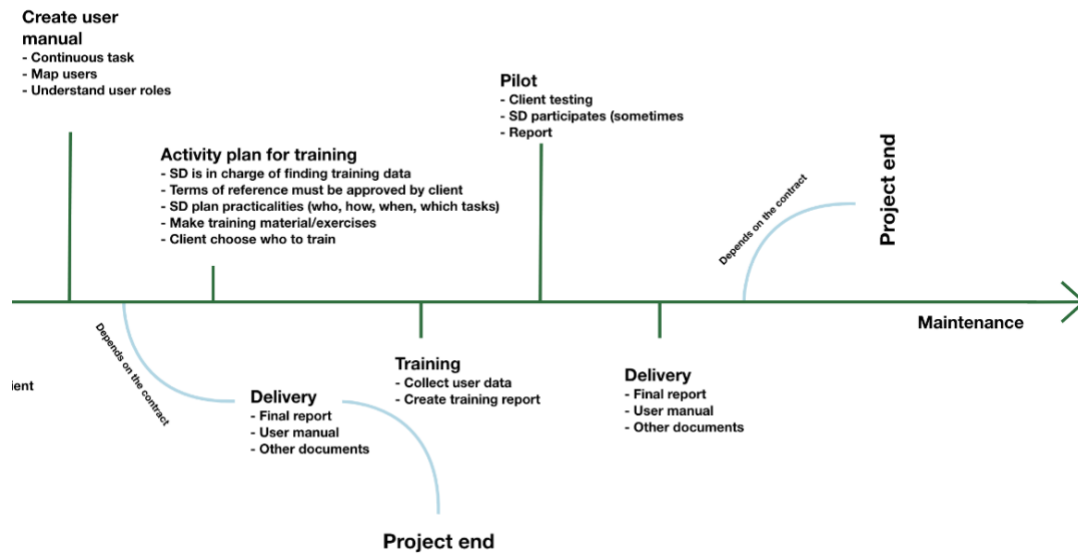 Create user
manual
- Continuous task
- Map users
- Understand user roles
Activity plan for training
- SD is in charge of finding training data
- Terms of reference must be approved by client
- SD plan practicalities (who, how, when, which tasks)
- Make training material/exercises
- Client choose who to train
Pilot
- Client testing
- SD participates (sometimes
- Report
Depends on the contract
Project end
Maintenance
Depends on the contract
ient
Delivery
- Final report
- User manual
- Other documents
Training
- Collect user data
- Create training report
Delivery
- Final report
- User manual
- Other documents
Project end